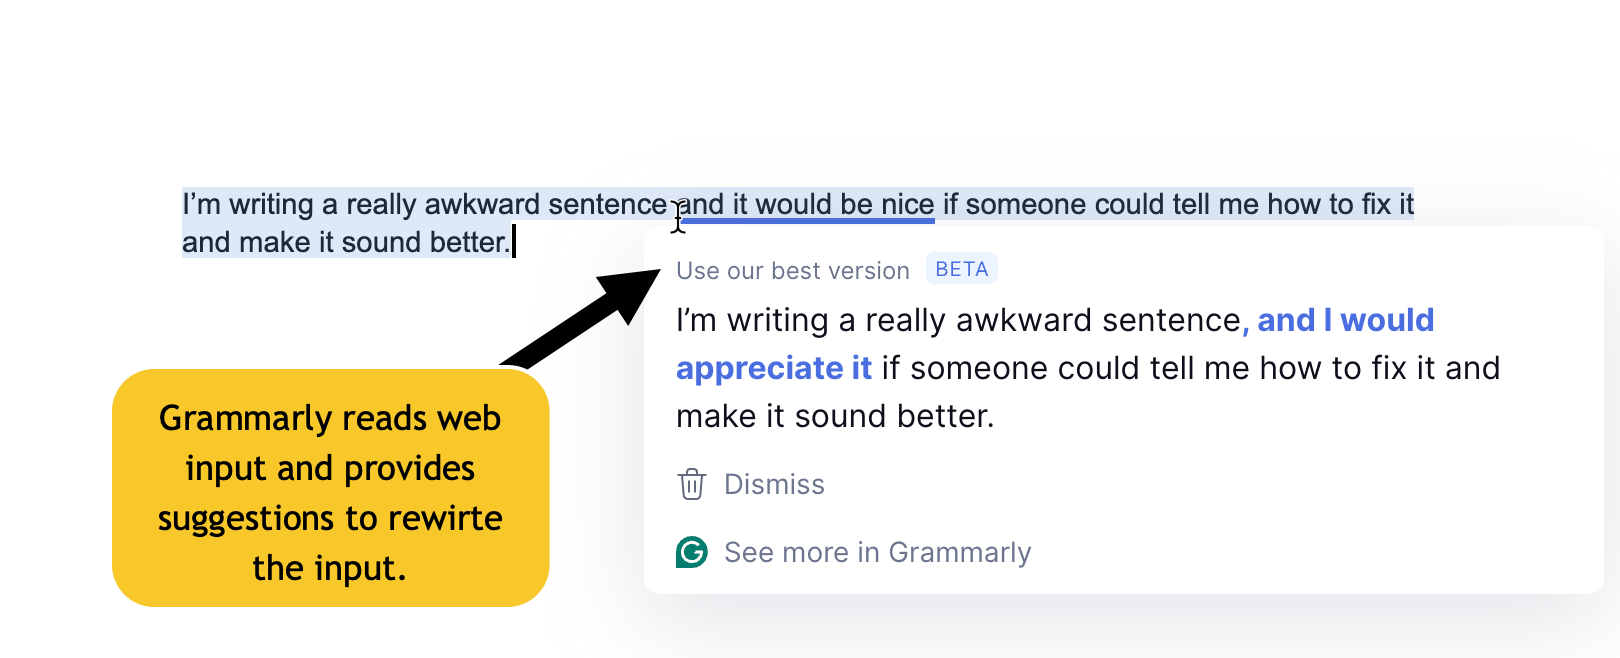 I’m writing a really awkward sentence and it would be nice if someone could tell me how to fix it
and make it sound better.
Use our best version BETA
I’m writing a really awkward sentence, and I would
appreciate it if someone could tell me how to fix it and
make it sound better.
Dismiss
See more in Grammarly
Grammarly reads web
input and provides
suggestions to rewirte
the input.